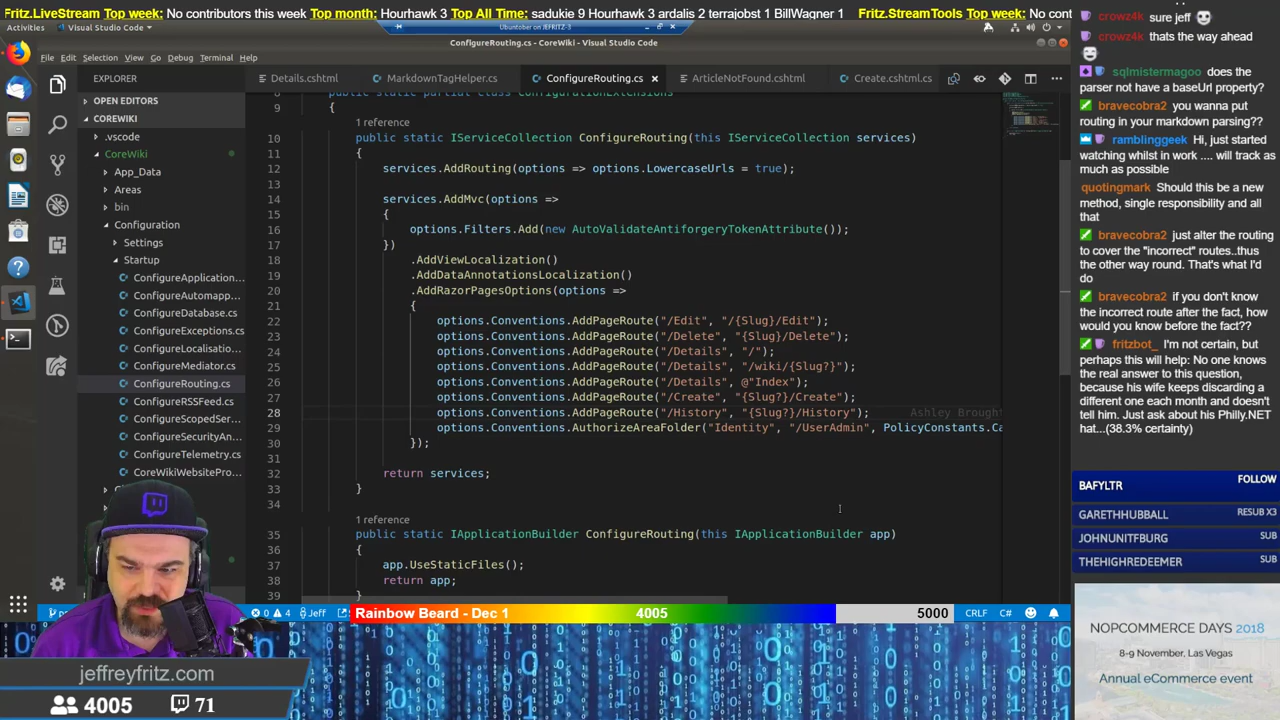 Fritz.LiveStream Top week: No contributors this week Top month: Hourhawk 3 Top All Time: sadukie 9 Hourhawk 3 ardalis 2 terrajobst 1 BillWagner 1 Fritz.StreamTools Top week: No cont
Activities
Visual Studio Code
Ubuntober on JEFRITZ-3
ConfigureRouting.cs - CoreWiki - Visual Studio Code
File Edit Selection View Go Debug Terminal Help
EXPLORER
Details.cshtml
MarkdownTagHelper.cs
ConfigureRouting.cs
ArticleNotFound.cshtml
Create.cshtml.cs
OPEN EDITORS
COREWIKI
.vscode
CoreWiki
App_Data
Areas
bin
Configuration
Settings
Startup
ConfigureApplication...
ConfigureAutomapp...
ConfigureDatabase.cs
ConfigureExceptions.cs
ConfigureLocalisatio...
ConfigureMediator.cs
ConfigureRouting.cs
ConfigureRSSFeed.cs
ConfigureScopedSer...
ConfigureSecurityAn...
ConfigureTelemetry.cs
CoreWikiWebsitePro...
8 public static partial class ConfigurationExtensions
9 {
1 reference
10 public static IServiceCollection ConfigureRouting(this IServiceCollection services)
11 {
12 services.AddRouting(options => options.LowercaseUrls = true);
13
14 services.AddMvc(options =>
15 {
16 options.Filters.Add(new AutoValidateAntiforgeryTokenAttribute());
17 })
18 .AddViewLocalization()
19 .AddDataAnnotationsLocalization()
20 .AddRazorPagesOptions(options =>
21 {
22 options.Conventions.AddPageRoute("/Edit", "/{Slug}/Edit");
23 options.Conventions.AddPageRoute("/Delete", "{Slug}/Delete");
24 options.Conventions.AddPageRoute("/Details", "/");
25 options.Conventions.AddPageRoute("/Details", "/wiki/{Slug?}");
26 options.Conventions.AddPageRoute("/Details", @"Index");
27 options.Conventions.AddPageRoute("/Create", "{Slug?}/Create");
28 options.Conventions.AddPageRoute("/History", "{Slug?}/History"); Ashley Brough
29 options.Conventions.AuthorizeAreaFolder("Identity", "/UserAdmin", PolicyConstants.Ca
30 });
31
32 return services;
33 }
34
1 reference
35 public static IApplicationBuilder ConfigureRouting(this IApplicationBuilder app)
36 {
37 app.UseStaticFiles();
38 return app;
39 }
0 4 Jeff
Rainbow Beard - Dec 1 4005 5000
CRLF C#
crowz4k sure jeff
crowz4k thats the way ahead
sqlmistermagoo does the
parser not have a baseUrl property?
bravecobra2 you wanna put
routing in your markdown parsing??
ramblinggeek Hi, just started
watching whilst in work .... will track as
much as possible
quotingmark Should this be a new
method, single responsibility and all
that
bravecobra2 just alter the routing
to cover the "incorrect" routes..thus
the other way round. That's what I'd
do
bravecobra2 if you don't know
the incorrect route after the fact, how
would you know before the fact??
fritzbot_ I'm not certain, but
perhaps this will help: No one knows
the real answer to this question,
because his wife keeps discarding a
different one each month and doesn't
tell him. Just ask about his Philly.NET
hat...(38.3% certainty)
BAFYLTR FOLLOW
GARETHHUBBALL RESUB X3
JOHNUNITFBURG SUB
THEHIGHREDEEMER SUB
NOPCOMMERCE DAYS 2018
8-9 November, Las Vegas
Annual eCommerce event
jeffreyfritz.com
4005 71